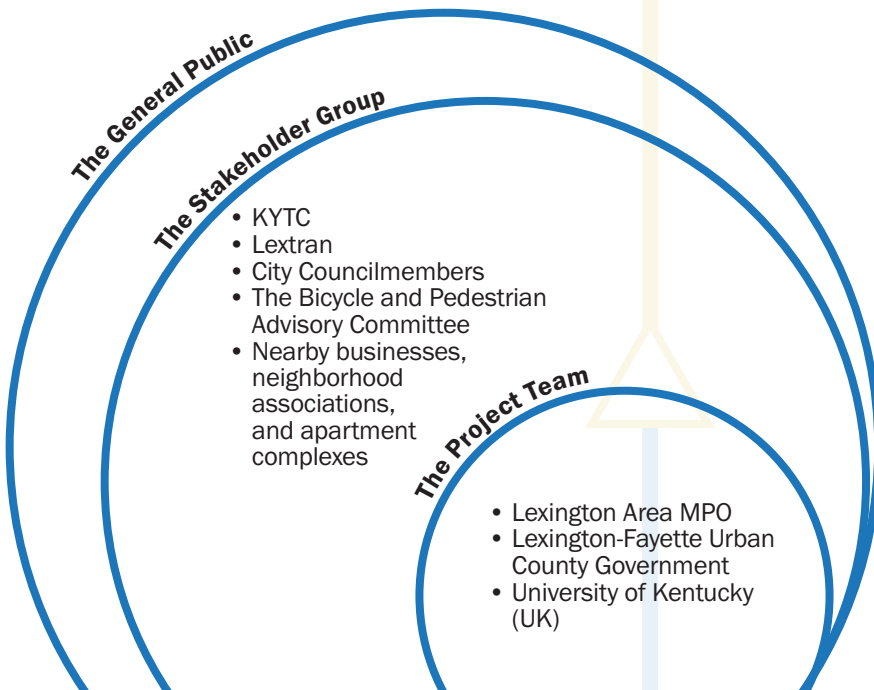 The General Public
The Stakeholder Group
• KYTC
• Lextran
• City Councilmembers
• The Bicycle and Pedestrian
Advisory Committee
• Nearby businesses,
neighborhood
associations,
and apartment
complexes
The Project Team
• Lexington Area MPO
• Lexington-Fayette Urban
County Government
• University of Kentucky
(UK)